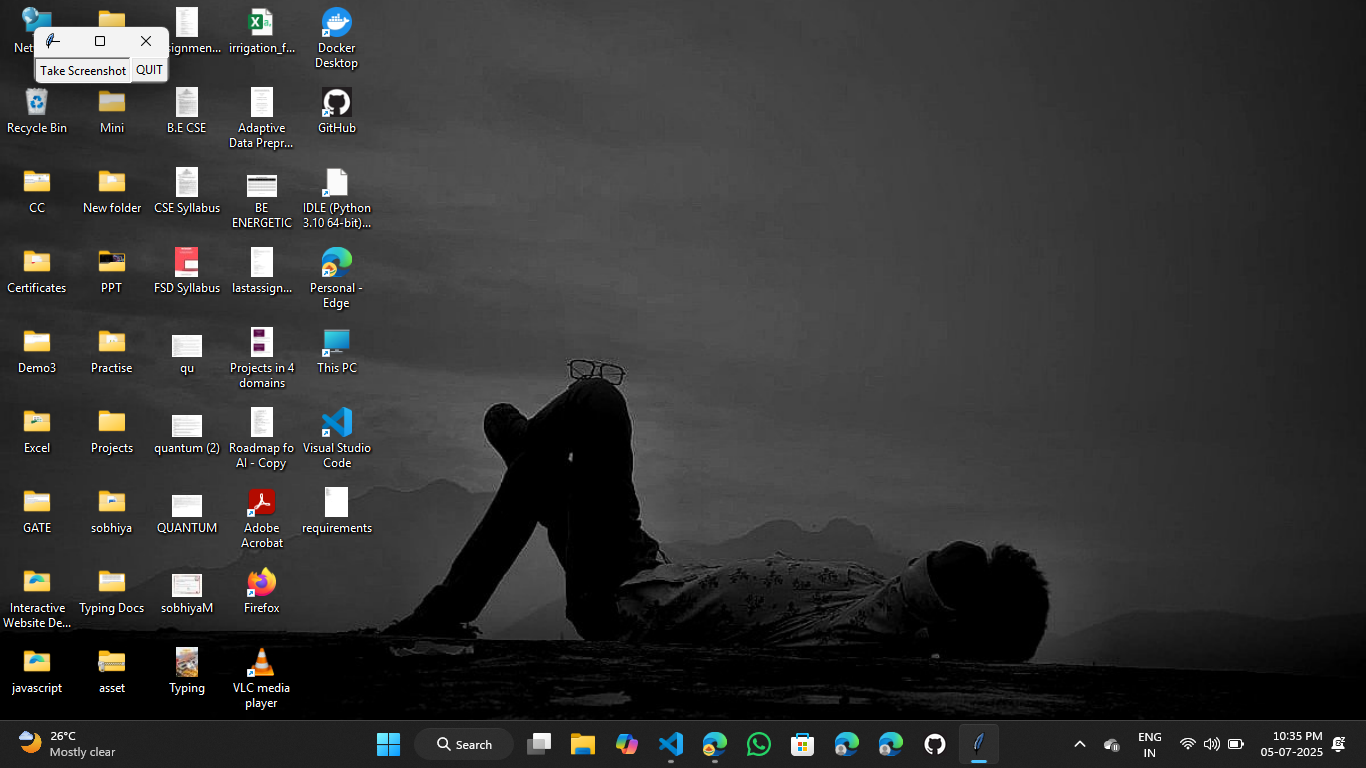 Net
signmen...
irrigation_f...
Docker
Desktop
Take Screenshot
QUIT
Recycle Bin
Mini
B.E CSE
Adaptive
Data Prepr...
GitHub
CC
New folder
CSE Syllabus
BE
ENERGETIC
IDLE (Python
3.10 64-bit)...
Certificates
PPT
FSD Syllabus
lastassign...
Personal -
Edge
Demo3
Practise
qu
Projects in 4
domains
This PC
Excel
Projects
quantum (2)
Roadmap fo
AI - Copy
Visual Studio
Code
GATE
sobhiya
QUANTUM
Adobe
Acrobat
requirements
Interactive
Website De...
Typing Docs
sobhiyaM
Firefox
javascript
asset
Typing
VLC media
player
26°C
Mostly clear
Search
ENG
IN
10:35 PM
05-07-2025